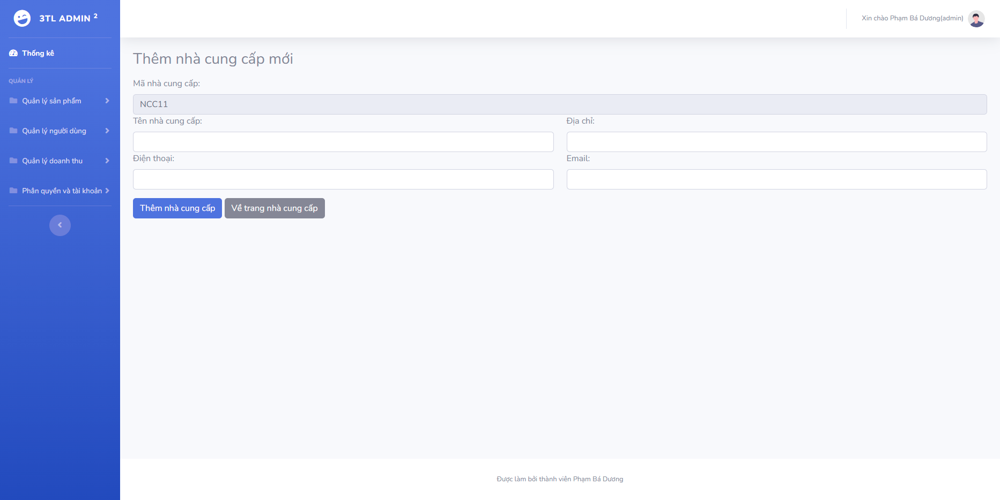 3TL ADMIN 2
Xin chào Phạm Bá Dương(admin)
Thống kê
QUẢN LÝ
Quản lý sản phẩm
Quản lý người dùng
Quản lý doanh thu
Phân quyền và tài khoản
Thêm nhà cung cấp mới
Mã nhà cung cấp:
NCC11
Tên nhà cung cấp:
Địa chỉ:
Điện thoại:
Email:
Thêm nhà cung cấp
Về trang nhà cung cấp
Được làm bởi thành viên Phạm Bá Dương